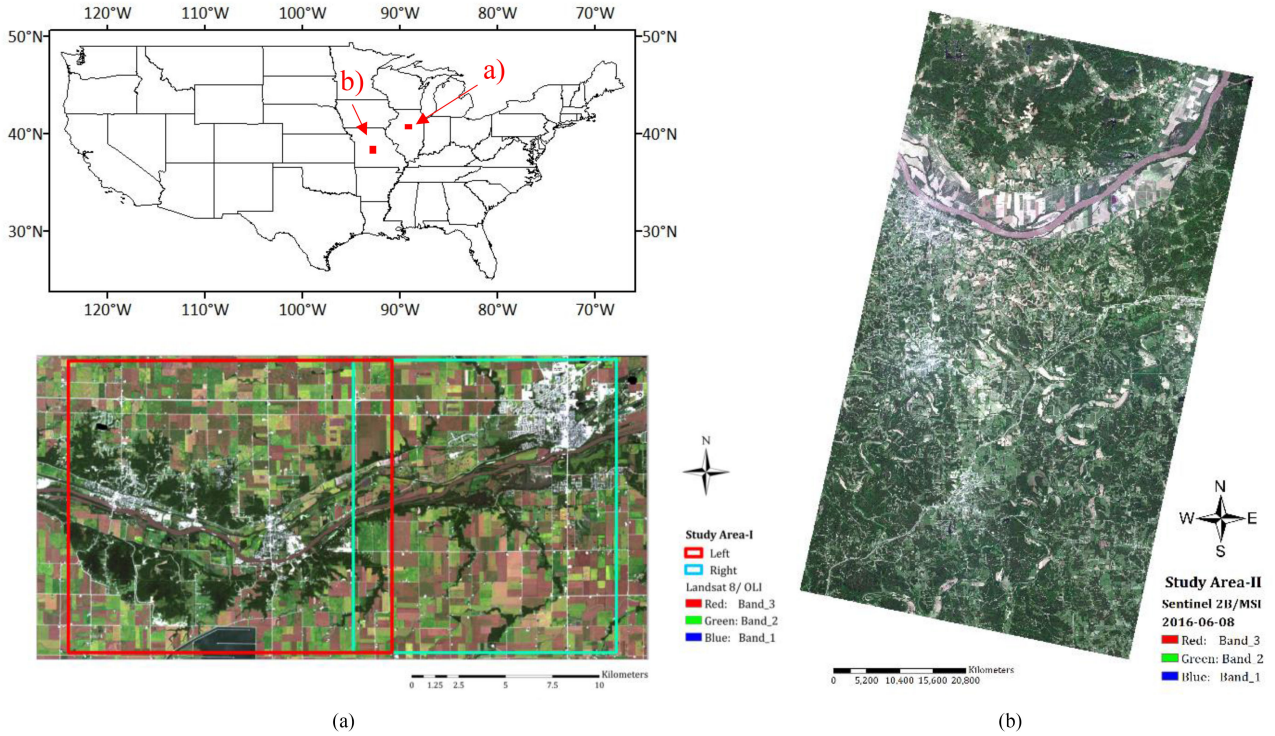 120°W 110°W 100°W 90°W 80°W 70°W
50°N 50°N
b) a)
40°N 40°N
30°N 30°N
120°W 110°W 100°W 90°W 80°W 70°W
N
Study Area-I
Left
Right
Landsat 8/ OLI
Red: Band_3
Green: Band_2
Blue: Band_1
Kilometers
0 1.25 2.5 5 7.5 10
(a)
N
W E
S
Study Area-II
Sentinel 2B/MSI
2016-06-08
Red: Band_3
Green: Band_2
Blue: Band_1
Kilometers
0 5,200 10,400 15,600 20,800
(b)